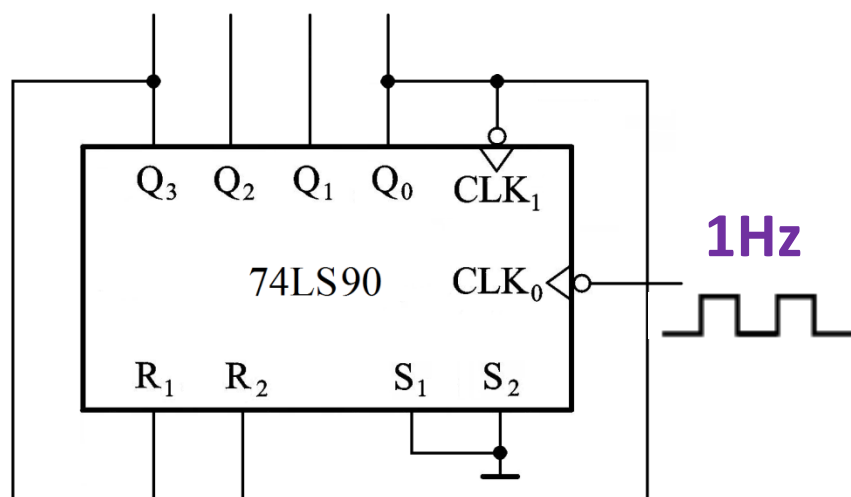 Q₃ Q₂ Q₁ Q₀ CLK₁
1Hz
74LS90 CLK₀
R₁ R₂ S₁ S₂